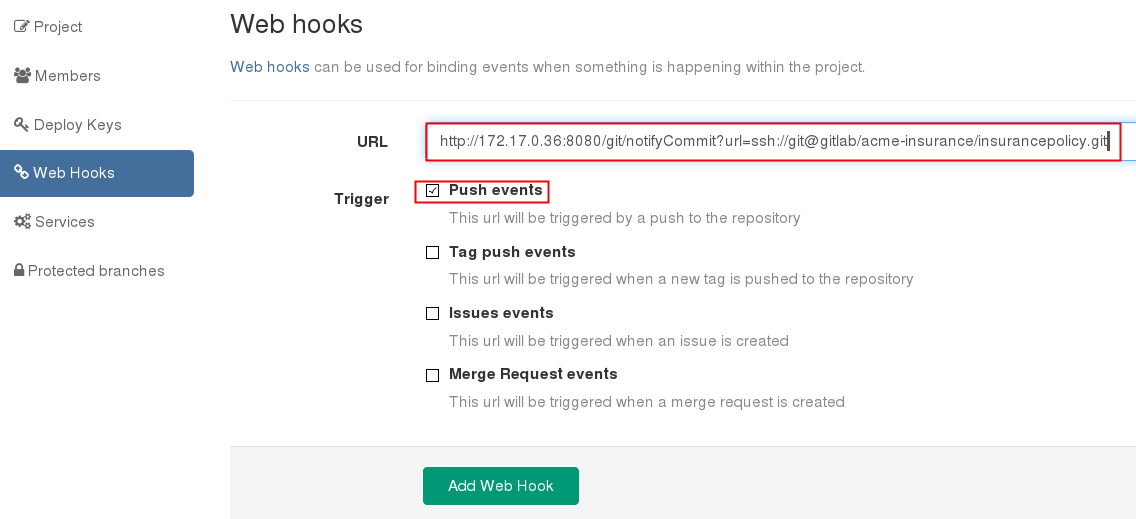 Project
Members
Deploy Keys
Web Hooks
Services
Protected branches
Web hooks
Web hooks can be used for binding events when something is happening within the project.
URL
http://172.17.0.36:8080/git/notifyCommit?url=ssh://git@gitlab/acme-insurance/insurancepolicy.git
Trigger
Push events
This url will be triggered by a push to the repository
Tag push events
This url will be triggered when a new tag is pushed to the repository
Issues events
This url will be triggered when an issue is created
Merge Request events
This url will be triggered when a merge request is created
Add Web Hook